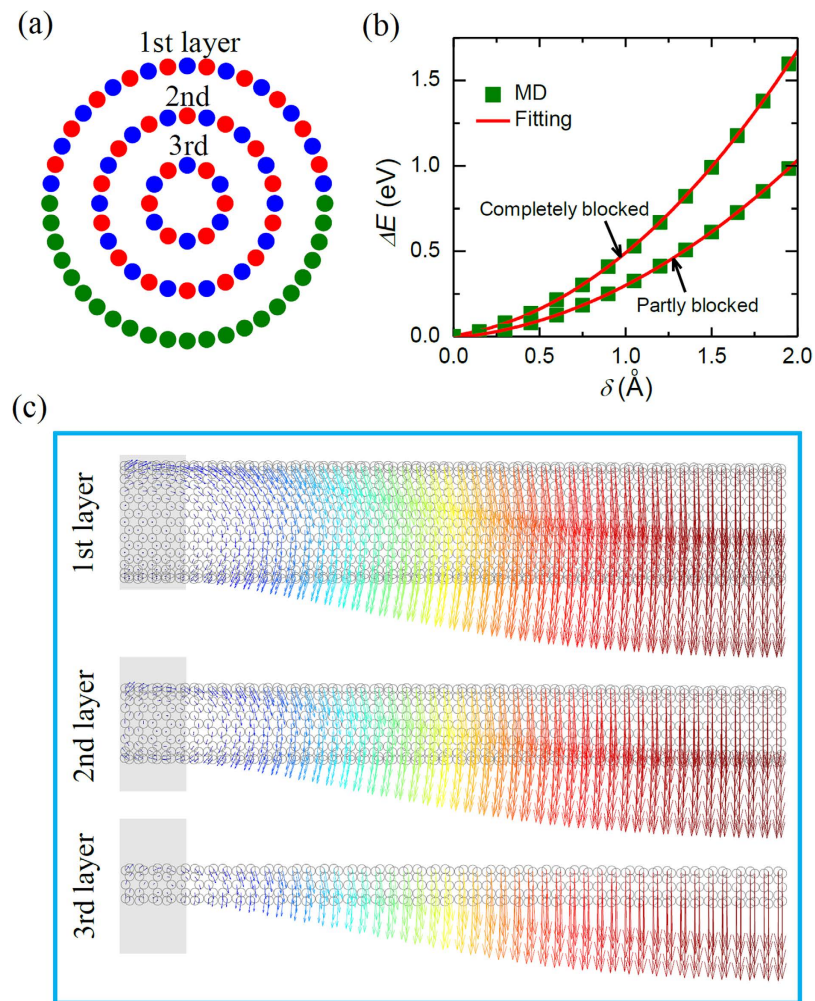 (a)
1st layer
2nd
3rd
(b)
ΔE (eV)
1.5
1.0
0.5
0.0
MD
Fitting
Completely blocked
Partly blocked
0.0 0.5 1.0 1.5 2.0
δ (Å)
(c)
1st layer
2nd layer
3rd layer